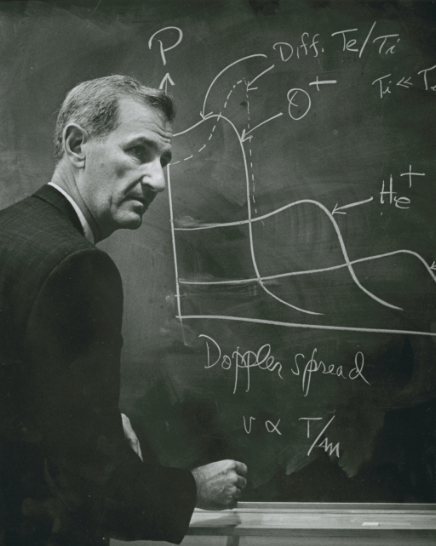 P
Diff. Te/Ti
O+
Ti << Te
He+
Doppler spread
v ∝ T/m